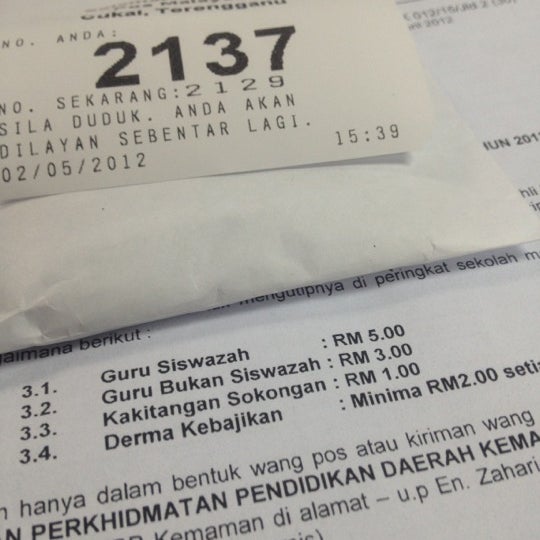 Cukai, Terengganu
NO. ANDA:
2137
NO. SEKARANG:2129
SILA DUDUK. ANDA AKAN
DILAYAN SEBENTAR LAGI.
02/05/2012 15:39
2012
mengutipnya di peringkat sekolah
berikut :
3.1. Guru Siswazah : RM 5.00
3.2. Guru Bukan Siswazah : RM 3.00
3.3. Kakitangan Sokongan : RM 1.00
3.4. Derma Kebajikan : Minima RM2.00
hanya dalam bentuk wang pos atau kiriman wang
PERKHIDMATAN PENDIDIKAN DAERAH
Kemaman di alamat – u.p En. Zahari